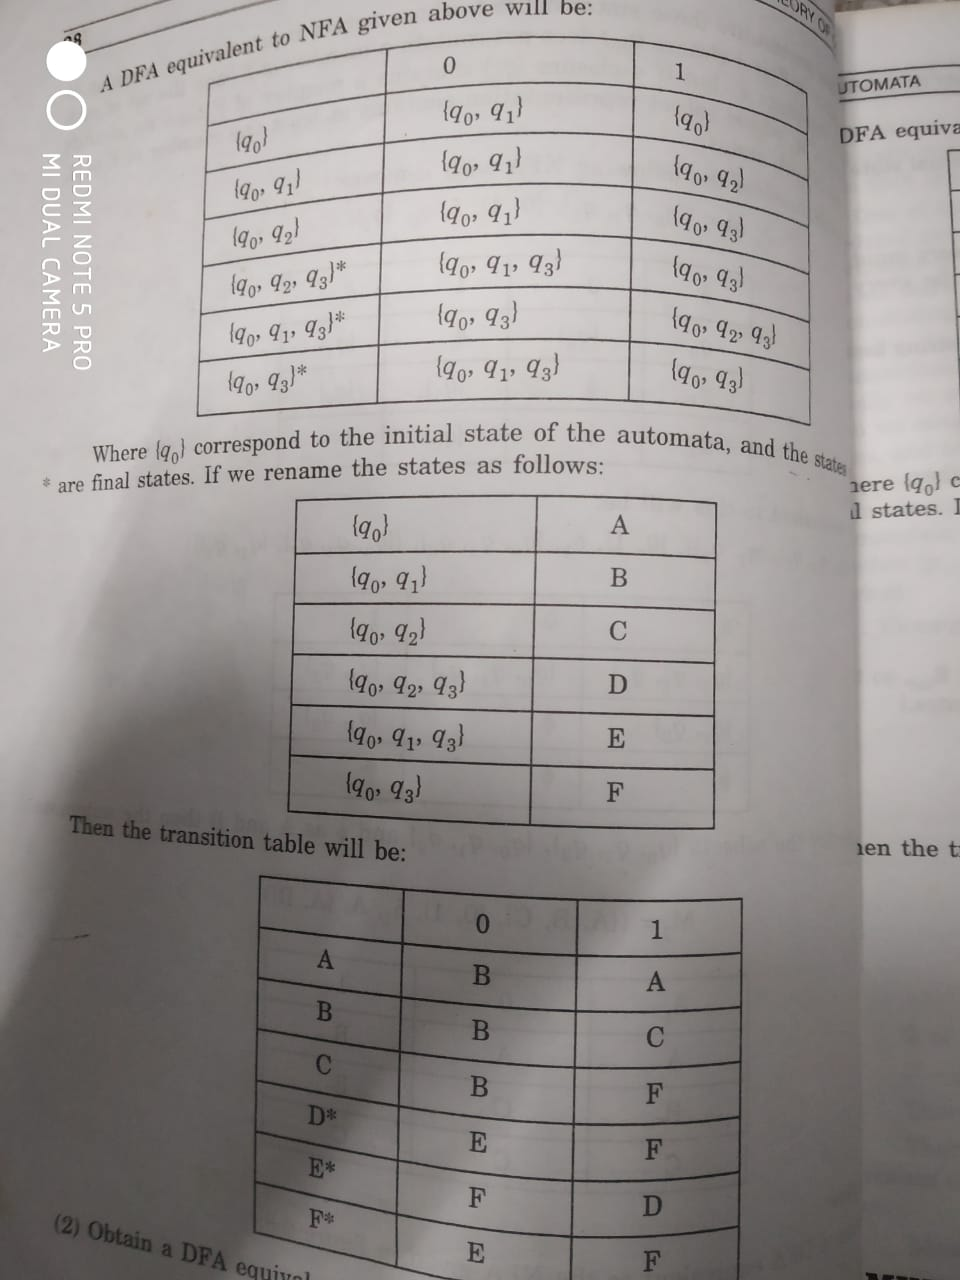 A DFA equivalent to NFA given above will be:
0 1
{q0} {q0, q1} {q0}
{q0, q1} {q0, q1} {q0, q2}
{q0, q2} {q0, q1} {q0, q3}
{q0, q2, q3}* {q0, q1, q3} {q0, q3}
{q0, q1, q3}* {q0, q3} {q0, q2, q3}
{q0, q3}* {q0, q1, q3} {q0, q3}
Where {q0} correspond to the initial state of the automata, and the states
* are final states. If we rename the states as follows:
{q0} A
{q0, q1} B
{q0, q2} C
{q0, q2, q3} D
{q0, q1, q3} E
{q0, q3} F
Then the transition table will be:
0 1
A B A
B B C
C B F
D* E F
E* F D
F* E F
(2) Obtain a DFA
OF
UTOMATA
DFA
{q0}
states.
the
REDMI NOTE 5 PRO
MI DUAL CAMERA